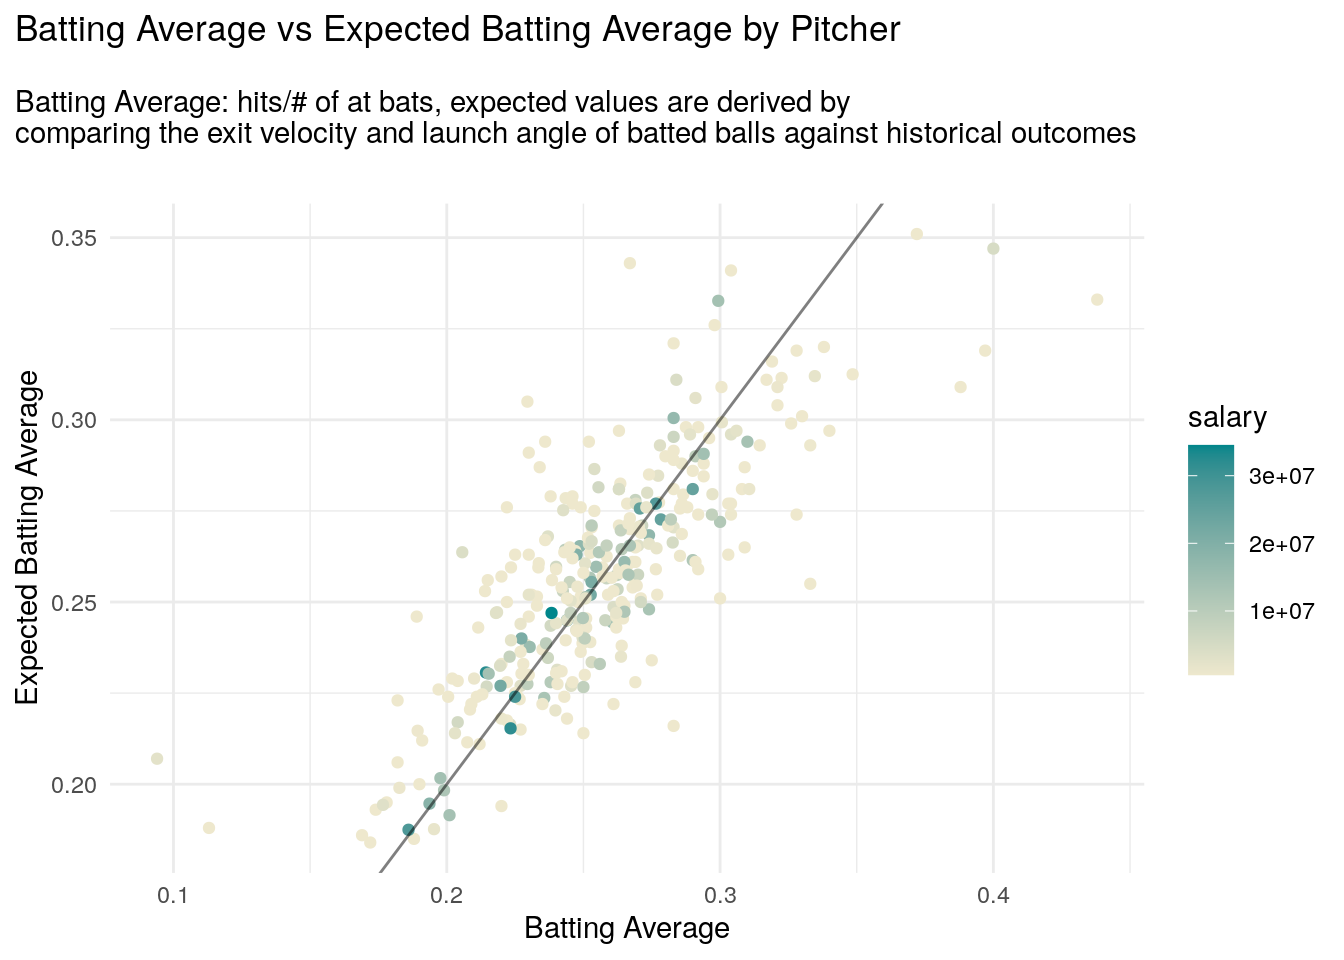 Batting Average vs Expected Batting Average by Pitcher
Batting Average: hits/# of at bats, expected values are derived by
comparing the exit velocity and launch angle of batted balls against historical outcomes
Expected Batting Average
0.35
0.30
0.25
0.20
0.1
0.2
0.3
0.4
Batting Average
salary
3e+07
2e+07
1e+07